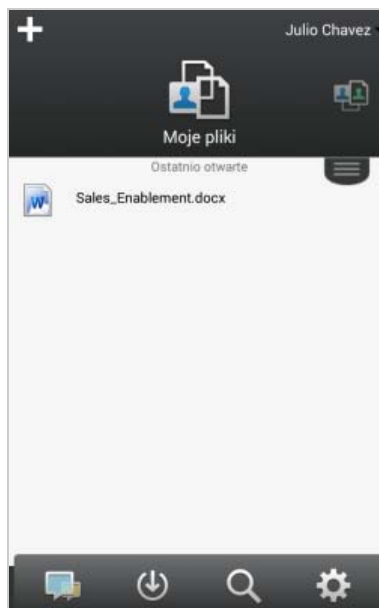 Julio Chavez
Moje pliki
Ostatnio otwarte
W
Sales_Enablement.docx